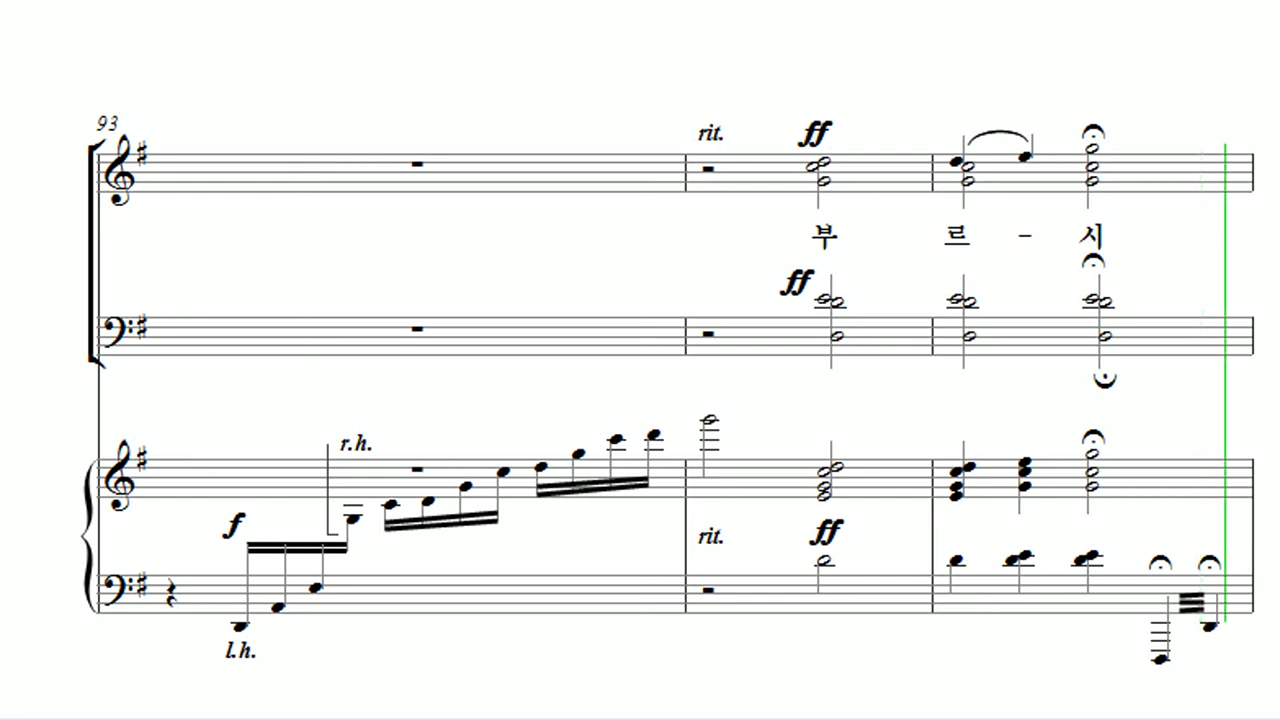 93
rit.
ff
부 르 - 시
ff
r.h.
f
rit.
ff
l.h.